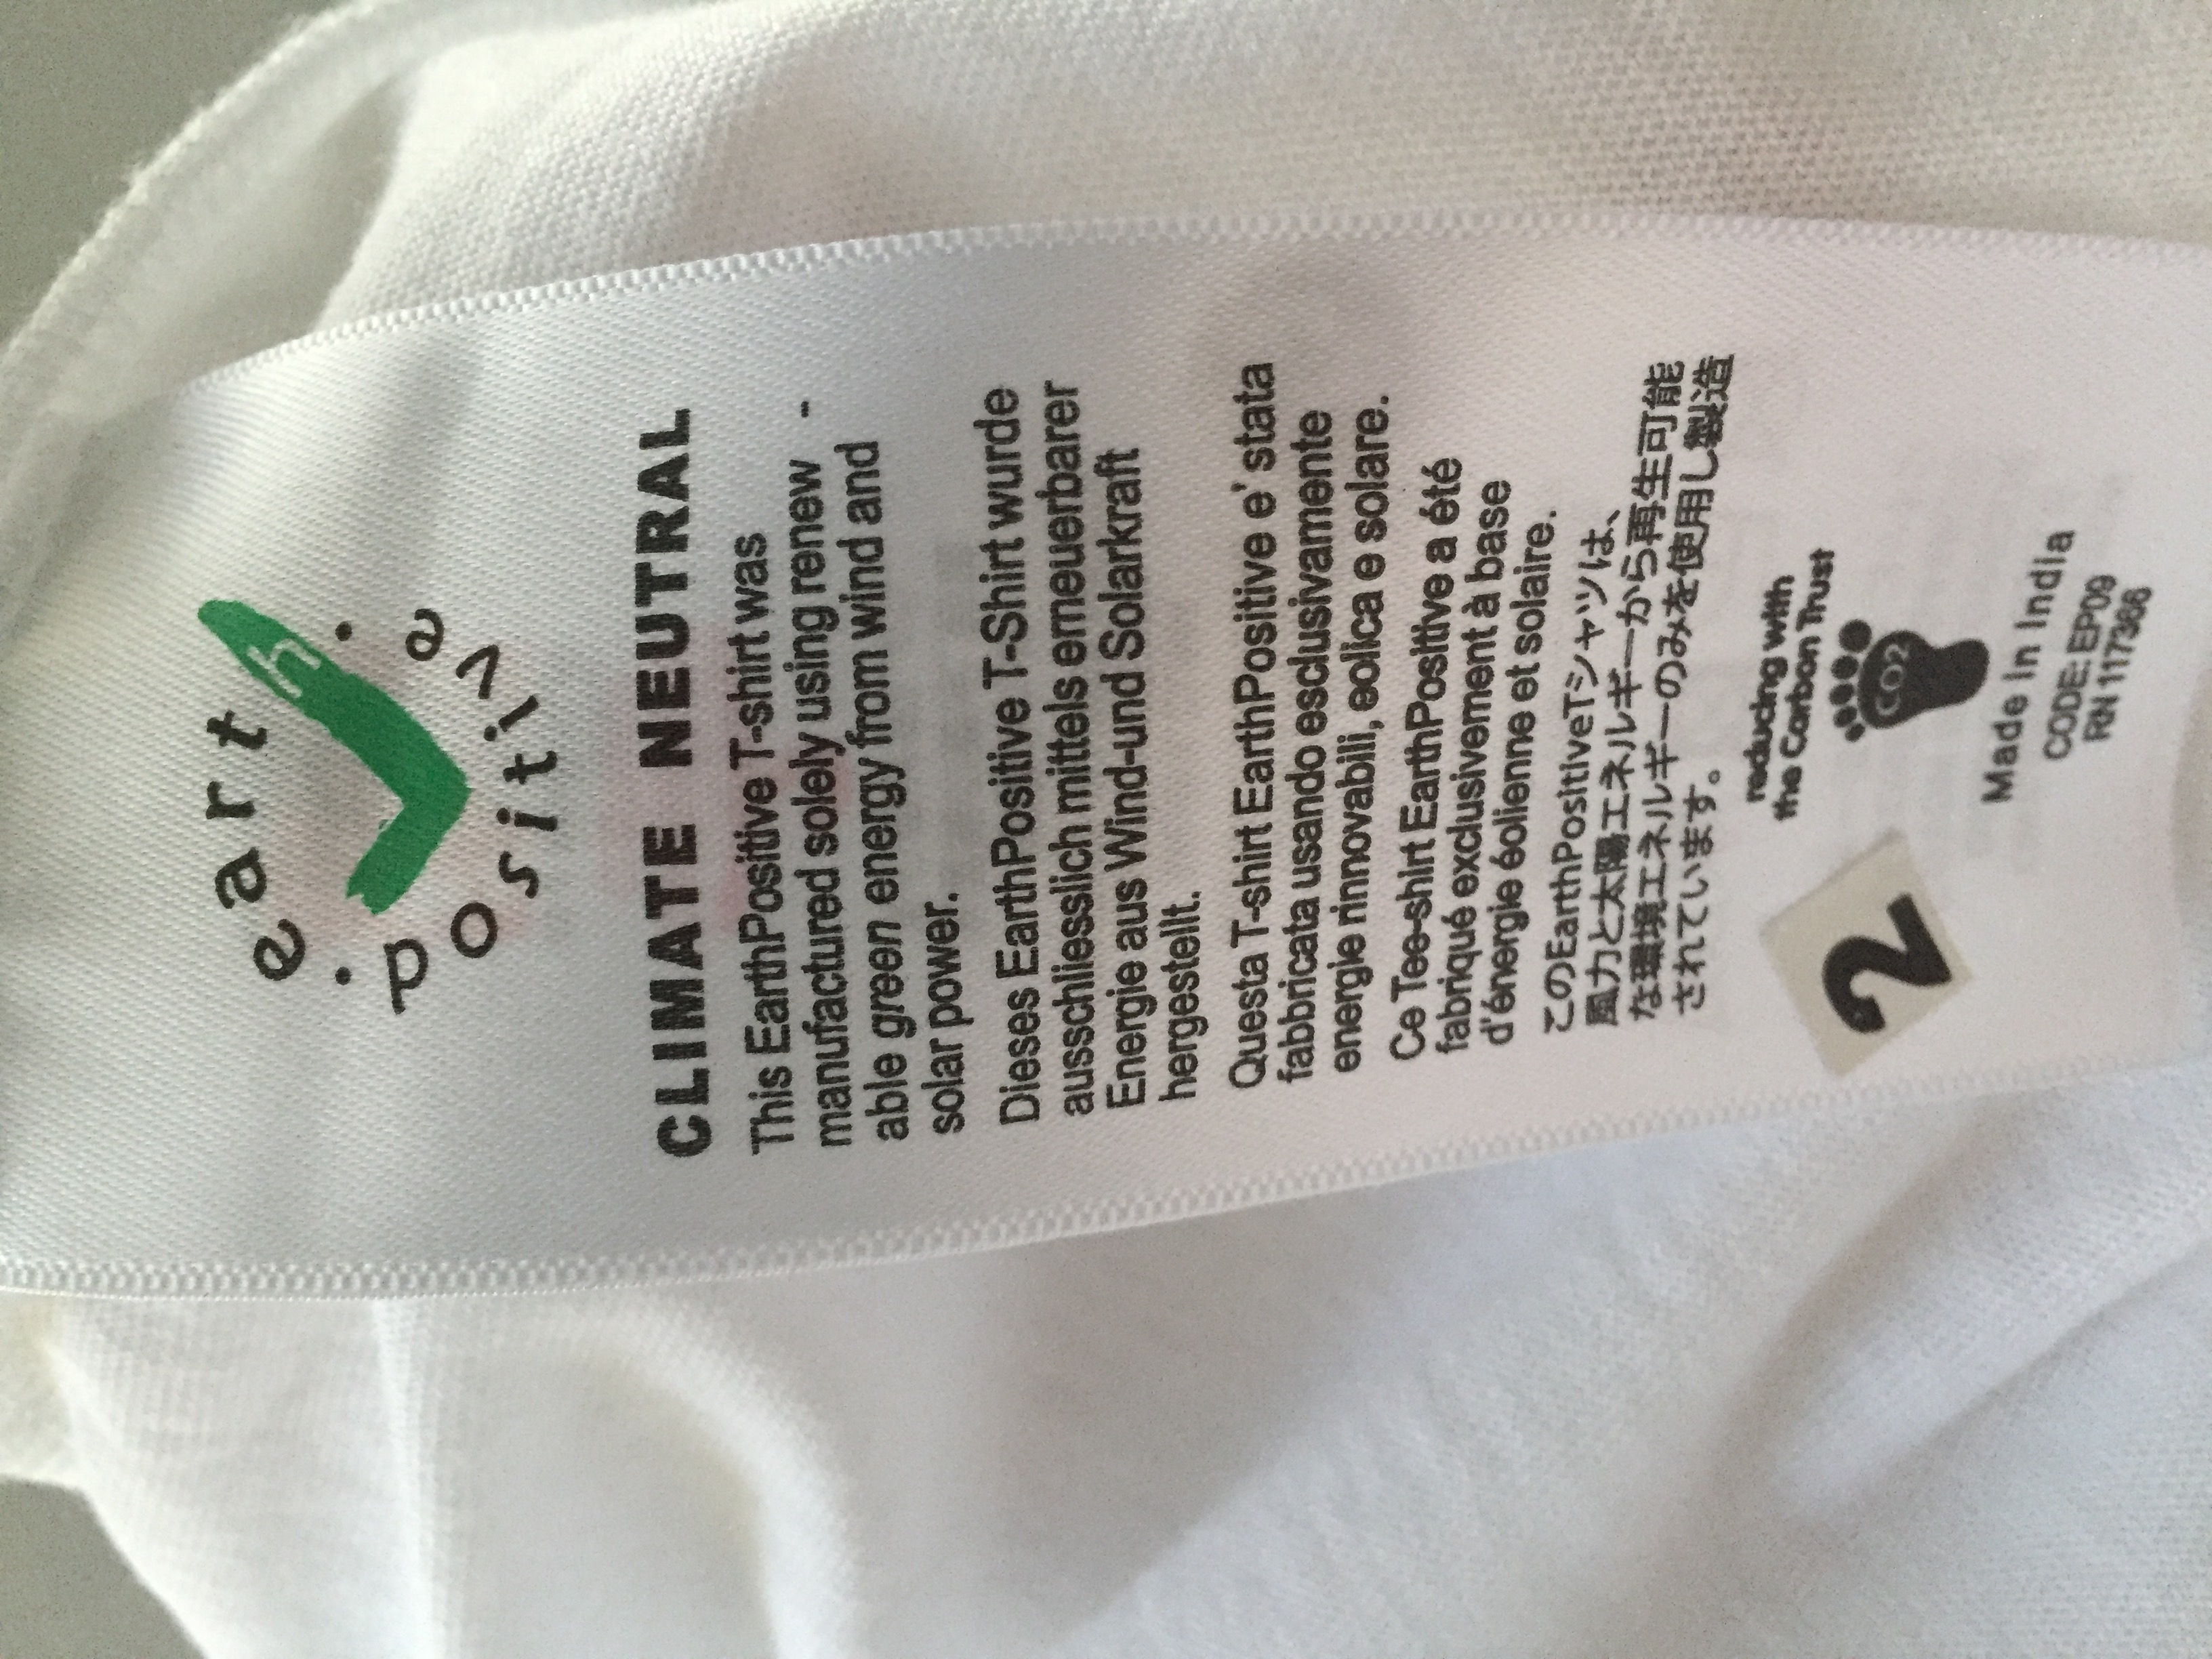 earth
positive
CLIMATE NEUTRAL
This EarthPositive T-shirt was
manufactured solely using renew -
able green energy from wind and
solar power.
Dieses EarthPositive T-Shirt wurde
ausschliesslich mittels erneuerbarer
Energie aus Wind-und Solarkraft
hergestellt.
Questa T-shirt EarthPositive e' stata
fabbricata usando esclusivamente
energie rinnovabili, eolica e solare.
Ce Tee-shirt EarthPositive a été
fabriqué exclusivement à base
d'énergie éolienne et solaire.
このEarthPositiveTシャツは、
風力と太陽エネルギーから再生可能
な環境エネルギーのみを使用し製造
されています。
reducing with
the Carbon Trust
CO2
2
Made in India
CODE: EP09
RN 117366